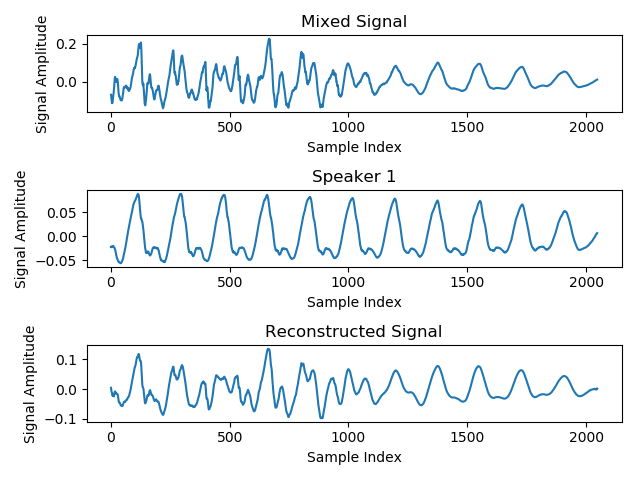 Mixed Signal
Signal Amplitude
0.2
0.0
0 500 1000 1500 2000
Sample Index
Speaker 1
Signal Amplitude
0.05
0.00
−0.05
0 500 1000 1500 2000
Sample Index
Reconstructed Signal
Signal Amplitude
0.1
0.0
−0.1
0 500 1000 1500 2000
Sample Index